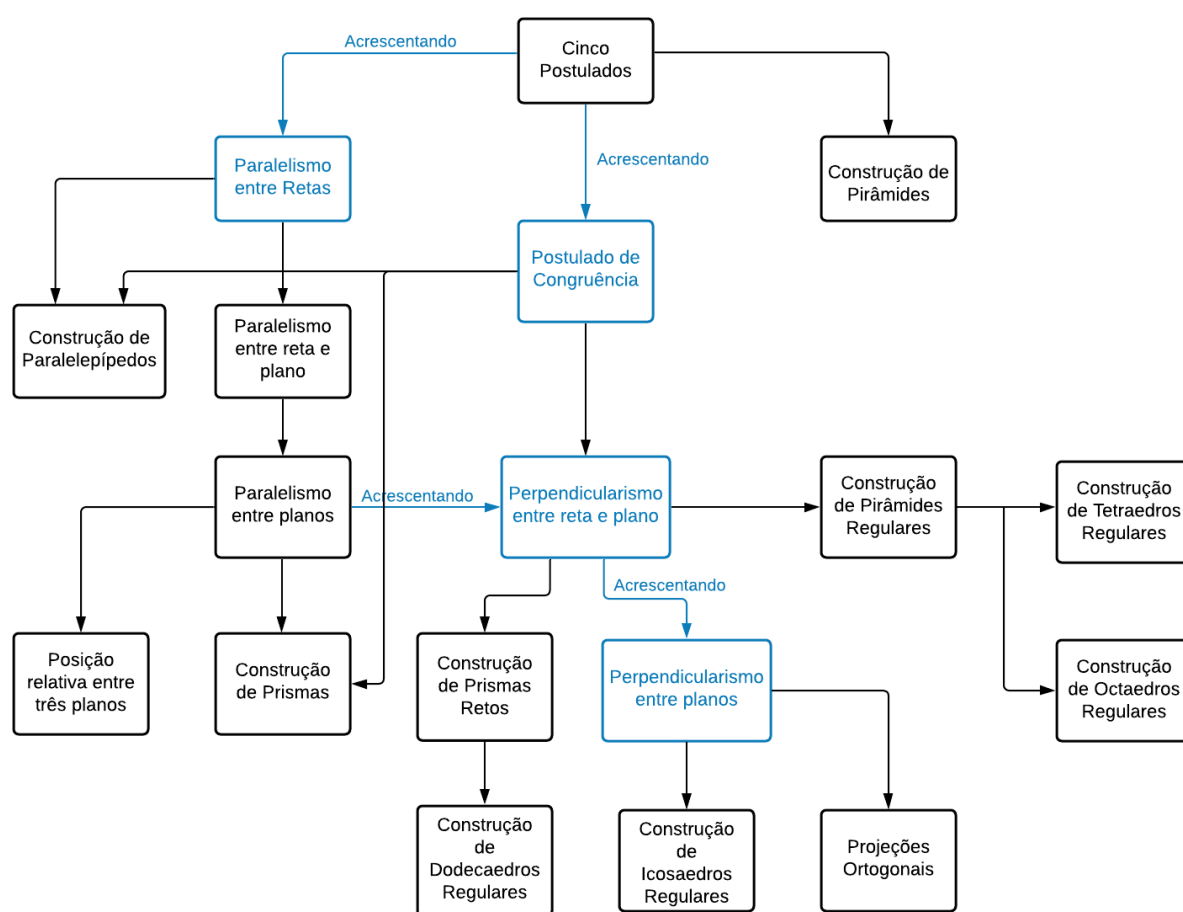 Acrescentando
Cinco
Postulados
Acrescentando
Paralelismo
entre Retas
Construção de
Pirâmides
Postulado de
Congruência
Construção de
Paralelepípedos
Paralelismo
entre reta e
plano
Paralelismo
entre planos
Acrescentando
Perpendicularismo
entre reta e plano
Construção
de Pirâmides
Regulares
Construção
de Tetraedros
Regulares
Acrescentando
Posição
relativa entre
três planos
Construção
de Prismas
Construção
de Prismas
Retos
Perpendicularismo
entre planos
Construção
de Octaedros
Regulares
Construção
de
Dodecaedros
Regulares
Construção
de
Icosaedros
Regulares
Projeções
Ortogonais